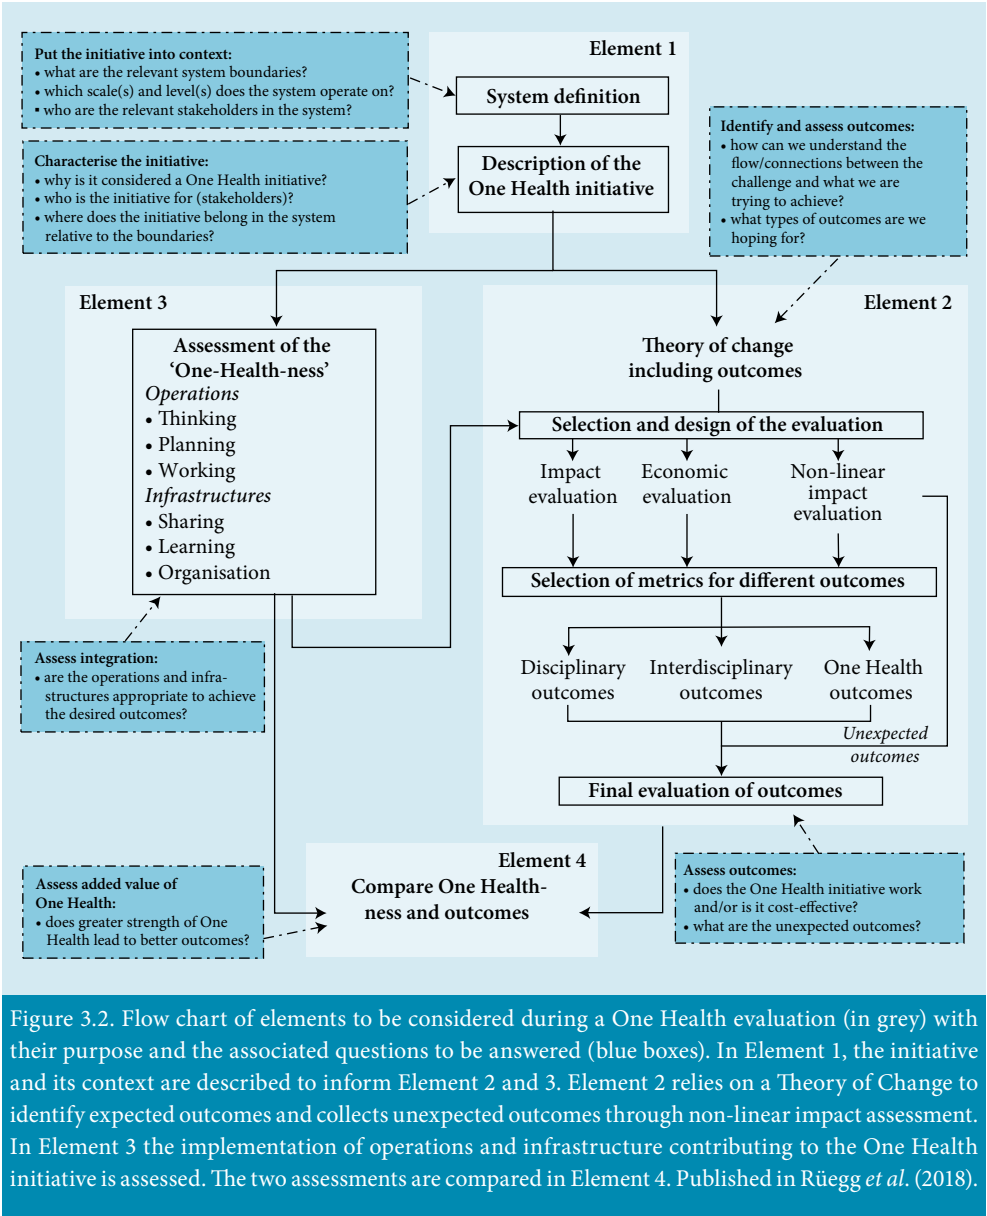 Put the initiative into context:
• what are the relevant system boundaries?
• which scale(s) and level(s) does the system operate on?
▪ who are the relevant stakeholders in the system?
Characterise the initiative:
• why is it considered a One Health initiative?
• who is the initiative for (stakeholders)?
• where does the initiative belong in the system
relative to the boundaries?
Element 1
System definition
Description of the
One Health initiative
Identify and assess outcomes:
• how can we understand the
flow/connections between the
challenge and what we are
trying to achieve?
• what types of outcomes are we
hoping for?
Element 3
Assessment of the
‘One-Health-ness’
Operations
• Thinking
• Planning
• Working
Infrastructures
• Sharing
• Learning
• Organisation
Assess integration:
• are the operations and infra-
structures appropriate to achieve
the desired outcomes?
Element 2
Theory of change
including outcomes
Selection and design of the evaluation
Impact
evaluation
Economic
evaluation
Non-linear
impact
evaluation
Selection of metrics for different outcomes
Disciplinary
outcomes
Interdisciplinary
outcomes
One Health
outcomes
Unexpected
outcomes
Final evaluation of outcomes
Assess added value of
One Health:
• does greater strength of One
Health lead to better outcomes?
Element 4
Compare One Health-
ness and outcomes
Assess outcomes:
• does the One Health initiative work
and/or is it cost-effective?
• what are the unexpected outcomes?
Figure 3.2. Flow chart of elements to be considered during a One Health evaluation (in grey) with
their purpose and the associated questions to be answered (blue boxes). In Element 1, the initiative
and its context are described to inform Element 2 and 3. Element 2 relies on a Theory of Change to
identify expected outcomes and collects unexpected outcomes through non-linear impact assessment.
In Element 3 the implementation of operations and infrastructure contributing to the One Health
initiative is assessed. The two assessments are compared in Element 4. Published in Rüegg et al. (2018).